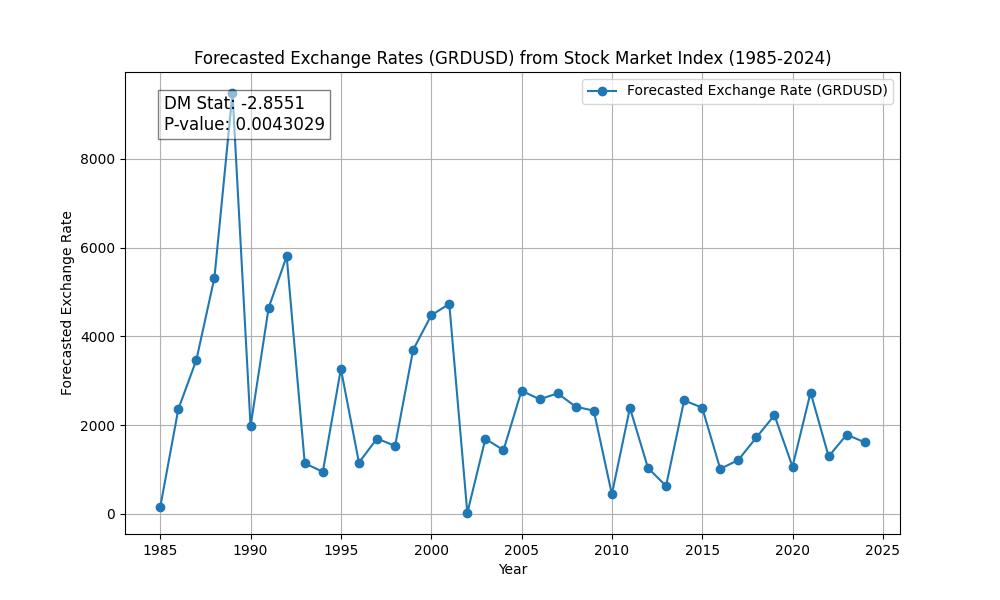 Forecasted Exchange Rates (GRDUSD) from Stock Market Index (1985-2024)
DM Stat: -2.8551
P-value: 0.0043029
Forecasted Exchange Rate (GRDUSD)
Forecasted Exchange Rate
8000
6000
4000
2000
0
1985 1990 1995 2000 2005 2010 2015 2020 2025
Year